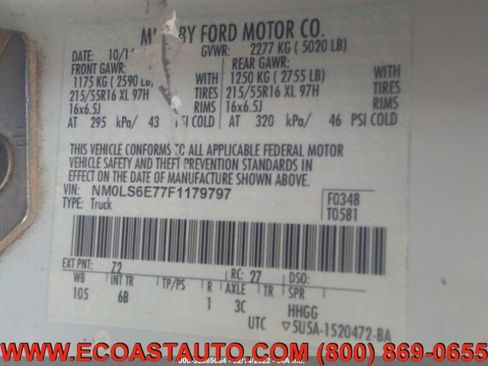 BY FORD MOTOR CO.
DATE: GVWR: 2277 KG ( 5020 LB)
FRONT GAWR: REAR GAWR:
1175 KG ( 2590 LB) WITH 1250 KG ( 2755 LB) WITH
215/55R16 XL 97H TIRES 215/55R16 XL 97H TIRES
16x6.5J RIMS 16x6.5J RIMS
AT 295 kPa/ 43 PSI COLD AT 320 kPa/ 46 PSI COLD
THIS VEHICLE CONFORMS TO ALL APPLICABLE FEDERAL MOTOR
VEHICLE SAFETY AND THEFT PREVENTION STANDARDS IN
EFFECT ON THE DATE OF MANUFACTURE SHOWN ABOVE.
VIN: NM0LS6E77F1179797 F0348
TYPE: Truck T0581
EXT PNT: Z2 RC: 27 DSO:
WB INT TR TP/PS R AXLE TR SPR
105 6B 1 3C HHGG
UTC 5U5A-1520472-BA
WWW.ECOASTAUTO.COM (800) 869-0655